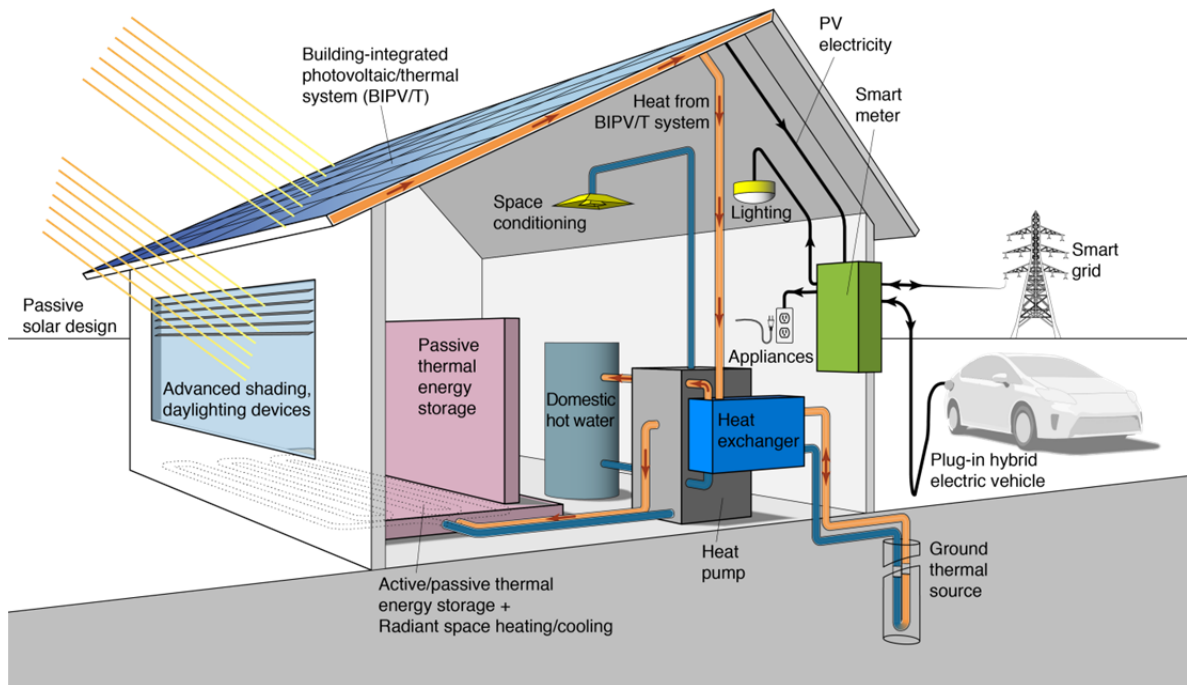 Building-integrated
photovoltaic/thermal
system (BIPV/T)
PV
electricity
Heat from
BIPV/T system
Smart
meter
Space
conditioning
Lighting
Smart
grid
Passive
solar design
Advanced shading,
daylighting devices
Passive
thermal
energy
storage
Domestic
hot water
Appliances
Heat
exchanger
Plug-in hybrid
electric vehicle
Heat
pump
Ground
thermal
source
Active/passive thermal
energy storage +
Radiant space heating/cooling